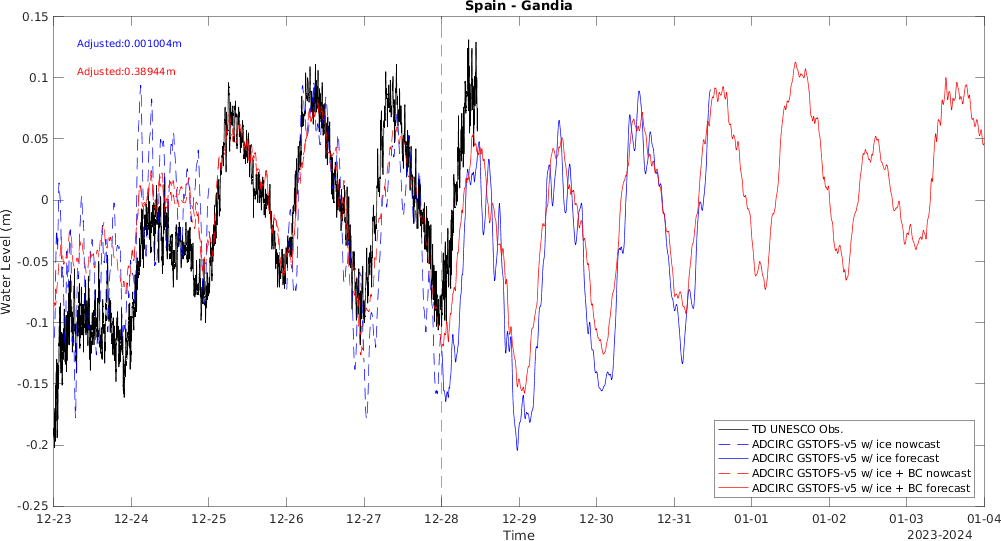 Spain - Gandia
Adjusted:0.001004m
Adjusted:0.38944m
0.15
0.1
0.05
0
-0.05
-0.1
-0.15
-0.2
-0.25
Water Level (m)
TD UNESCO Obs.
ADCIRC GSTOFS-v5 w/ ice nowcast
ADCIRC GSTOFS-v5 w/ ice forecast
ADCIRC GSTOFS-v5 w/ ice + BC nowcast
ADCIRC GSTOFS-v5 w/ ice + BC forecast
12-23 12-24 12-25 12-26 12-27 12-28 12-29 12-30 12-31 01-01 01-02 01-03 01-04
Time
2023-2024